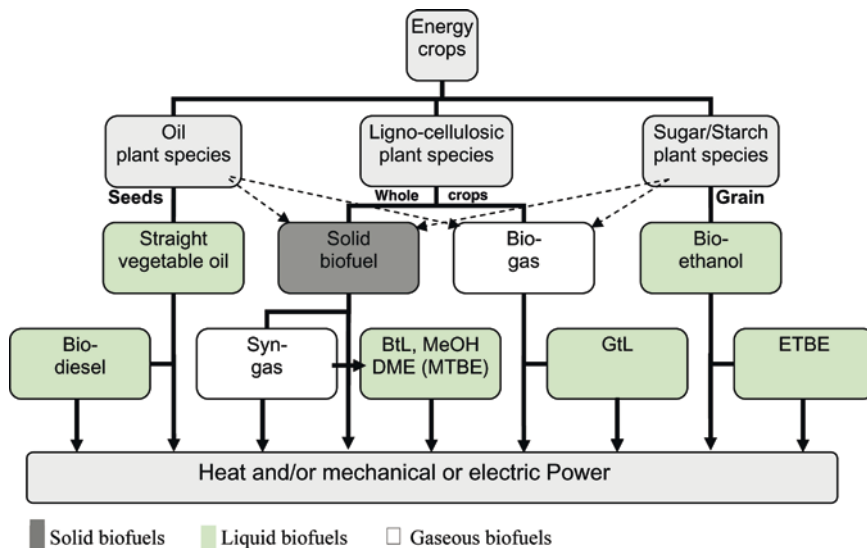 Energy
crops
Oil
plant species
Ligno-cellulosic
plant species
Sugar/Starch
plant species
Seeds
Whole crops
Grain
Straight
vegetable oil
Solid
biofuel
Bio-
gas
Bio-
ethanol
Bio-
diesel
Syn-
gas
BtL, MeOH
DME (MTBE)
GtL
ETBE
Heat and/or mechanical or electric Power
Solid biofuels
Liquid biofuels
Gaseous biofuels